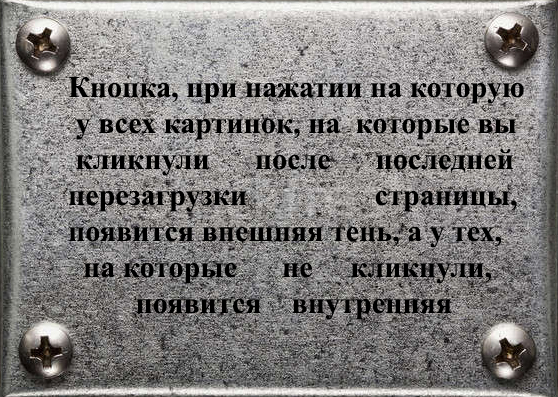 Кнопка, при нажатии на которую
у всех картинок, на которые вы
кликнули после последней
перезагрузки страницы,
появится внешняя тень, а у тех,
на которые не кликнули,
появится внутренняя